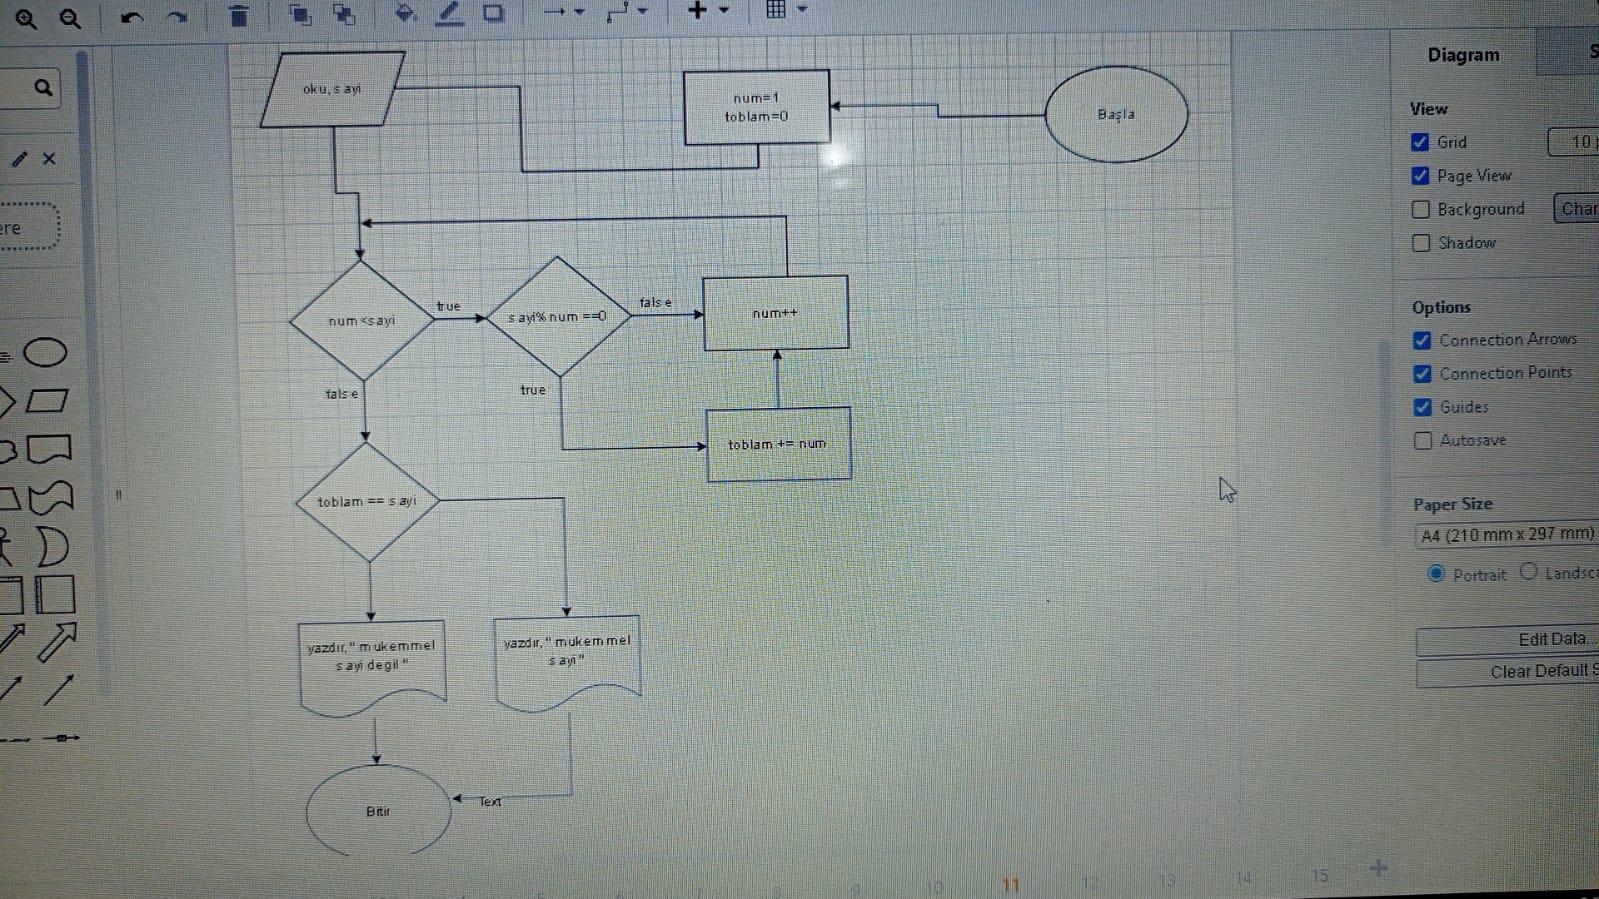 oku,sayi
num=1
toblam=0
Başla
Diagram
S
View
Grid
10
Page View
Background
Shadow
ere
num<sayi
true
sayi%num ==0
false
num++
false
true
toblam += num
toblam == sayi
yazdır," mukemmel
sayi degil "
yazdır," mukemmel
sayi"
Bitir
Text
Options
Connection Arrows
Connection Points
Guides
Autosave
Paper Size
A4 (210 mm x 297 mm)
Portrait
Edit Data...
Clear Default S
9
10
11
12
13
14
15